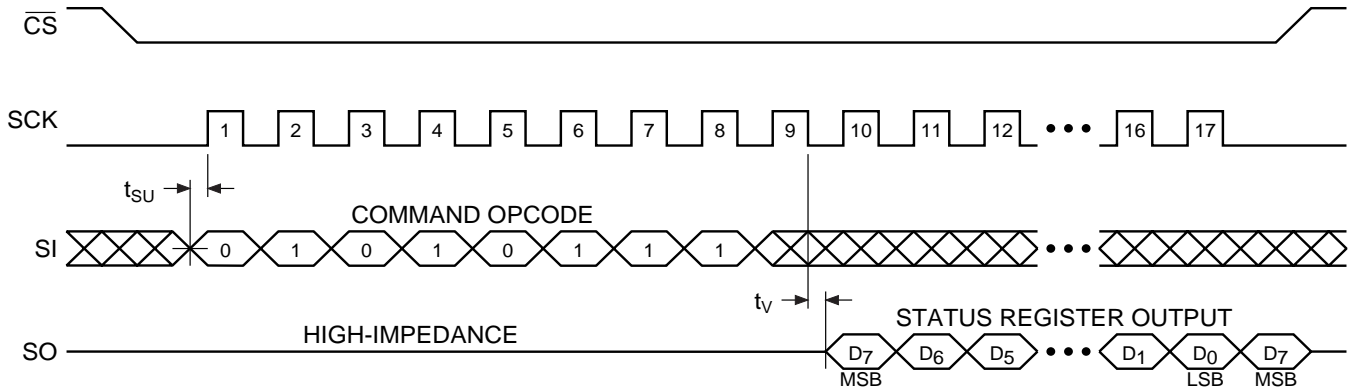 CS
SCK 1 2 3 4 5 6 7 8 9 10 11 12 ••• 16 17
tSU
COMMAND OPCODE
SI 0 1 0 1 0 1 1 1 •••
tV
HIGH-IMPEDANCE STATUS REGISTER OUTPUT
SO D7 D6 D5 ••• D1 D0 D7
MSB LSB MSB